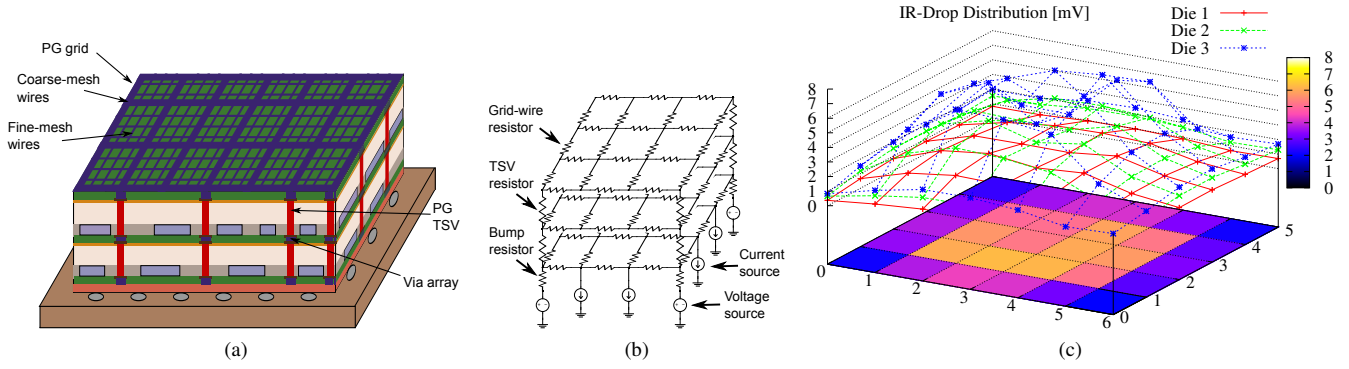 PG grid
Coarse-mesh
wires
Fine-mesh
wires
PG
TSV
Via array
(a)
Grid-wire
resistor
TSV
resistor
Bump
resistor
Current
source
Voltage
source
(b)
IR-Drop Distribution [mV]
Die 1
Die 2
Die 3
8
7
6
5
4
3
2
1
0
0
1
2
3
4
5
6
0
1
2
3
4
5
8
7
6
5
4
3
2
1
0
(c)